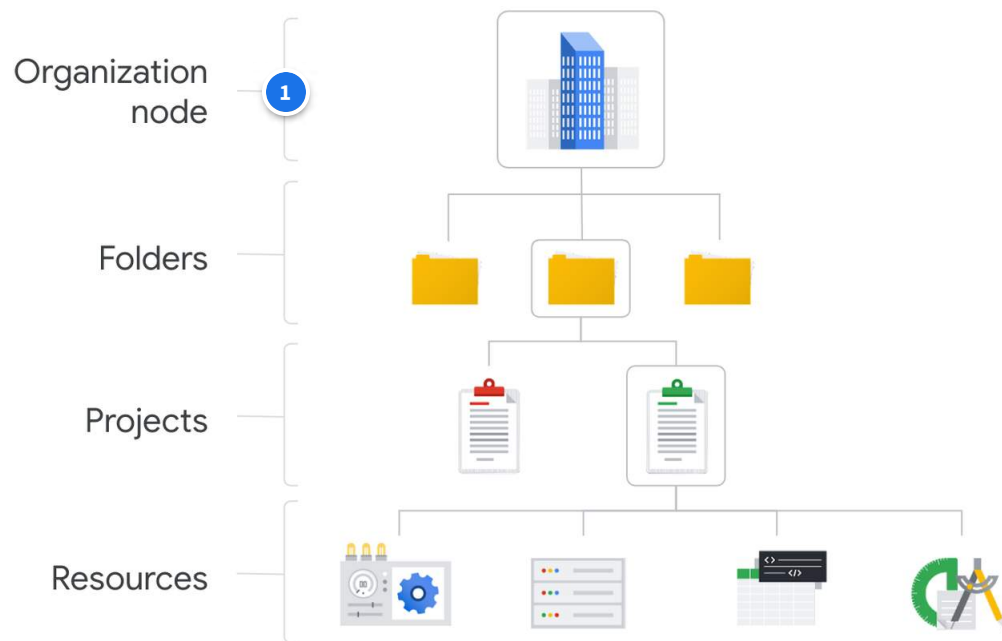 Organization
node
1
Folders
Projects
Resources
<>
</>